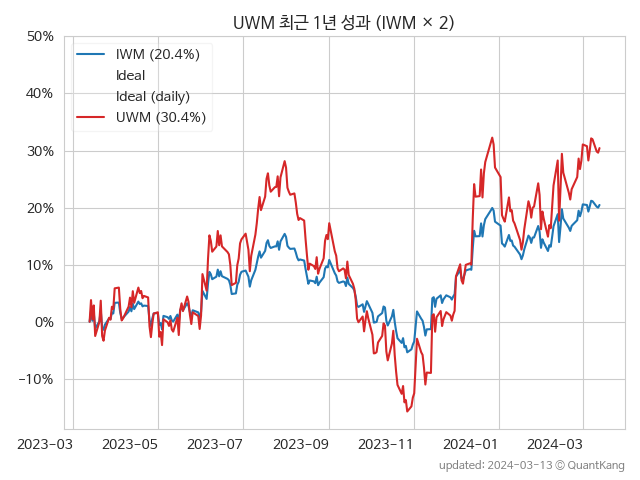 UWM 최근 1년 성과 (IWM × 2)
50%
40%
30%
20%
10%
0%
−10%
IWM (20.4%)
Ideal
Ideal (daily)
UWM (30.4%)
2023−03
2023−05
2023−07
2023−09
2023−11
2024−01
2024−03
updated: 2024−03−13 ⓒ QuantKang